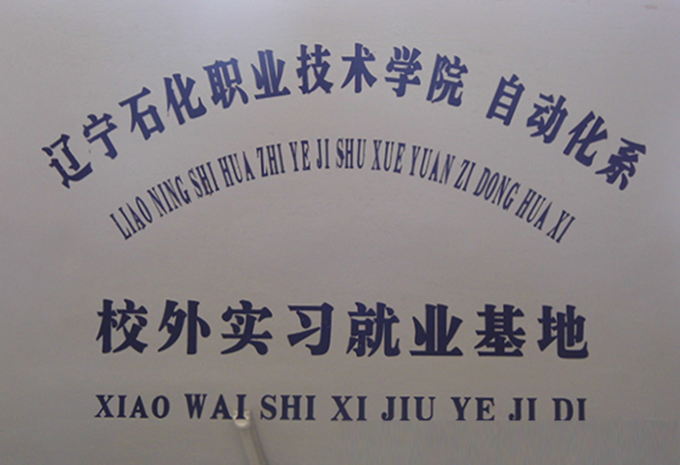 辽宁石化职业技术学院 自动化系
LIAO NING SHI HUA ZHI YE JI SHU XUE YUAN ZI DONG HUA XI
校外实习就业基地
XIAO WAI SHI XI JIU YE JI DI